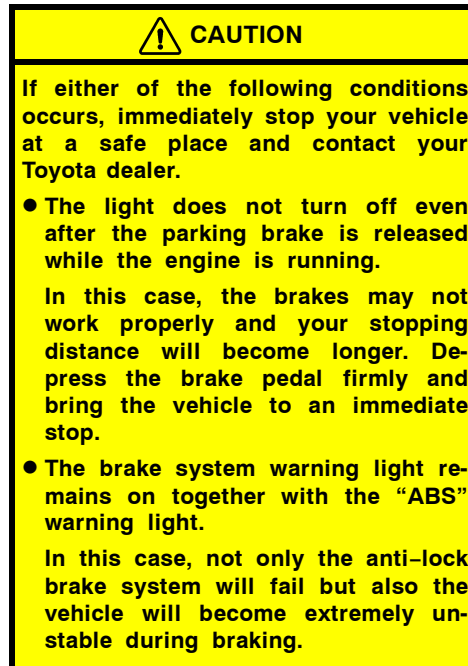 CAUTION
If either of the following conditions
occurs, immediately stop your vehicle
at a safe place and contact your
Toyota dealer.
● The light does not turn off even
after the parking brake is released
while the engine is running.
In this case, the brakes may not
work properly and your stopping
distance will become longer. De-
press the brake pedal firmly and
bring the vehicle to an immediate
stop.
● The brake system warning light re-
mains on together with the “ABS”
warning light.
In this case, not only the anti−lock
brake system will fail but also the
vehicle will become extremely un-
stable during braking.